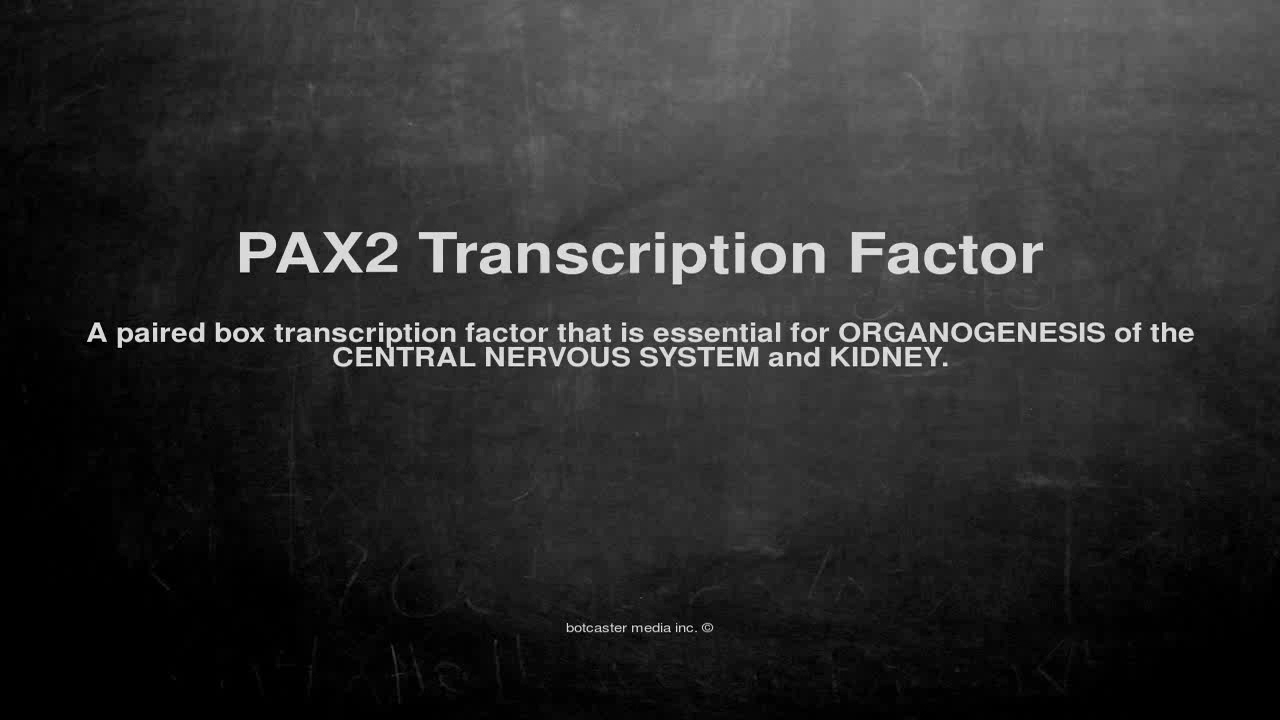 PAX2 Transcription Factor
A paired box transcription factor that is essential for ORGANOGENESIS of the
CENTRAL NERVOUS SYSTEM and KIDNEY.
botcaster media inc. ©